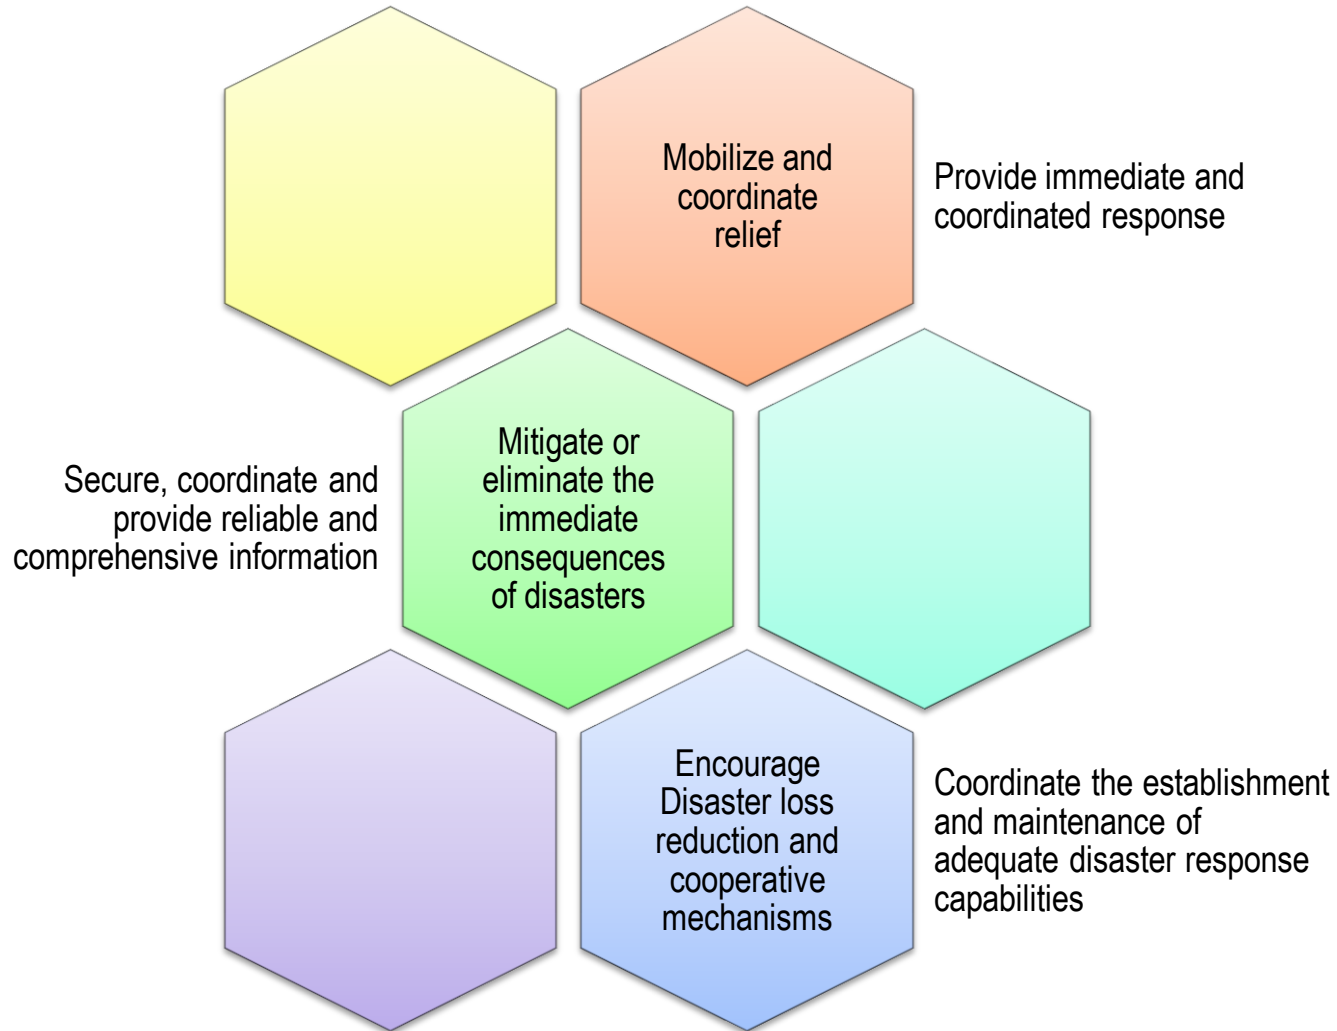 Mobilize and
coordinate
relief
Provide immediate and
coordinated response
Secure, coordinate and
provide reliable and
comprehensive information
Mitigate or
eliminate the
immediate
consequences
of disasters
Encourage
Disaster loss
reduction and
cooperative
mechanisms
Coordinate the establishment
and maintenance of
adequate disaster response
capabilities